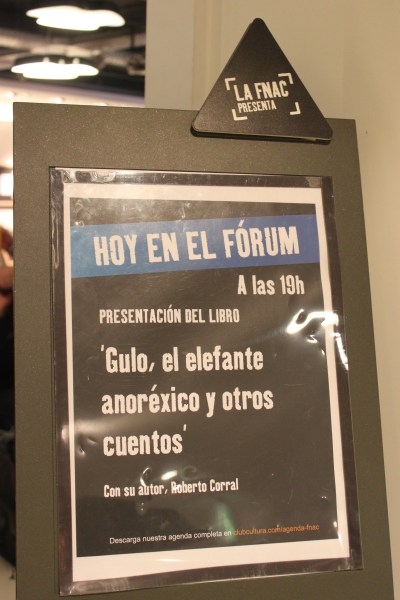 LA FNAC
PRESENTA
HOY EN EL FÓRUM
A las 19h
PRESENTACIÓN DEL LIBRO
'Gulo, el elefante
anoréxico y otros
cuentos'
Con su autor, Roberto Corral
Descarga nuestra agenda completa en clubcultura.com/agenda-fnac